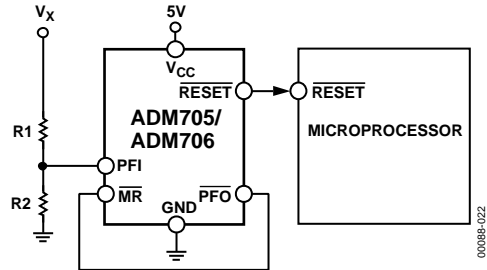 VX
5V
VCC
RESET
RESET
ADM705/
ADM706
MICROPROCESSOR
R1
PFI
R2
MR
PFO
GND
00088-022